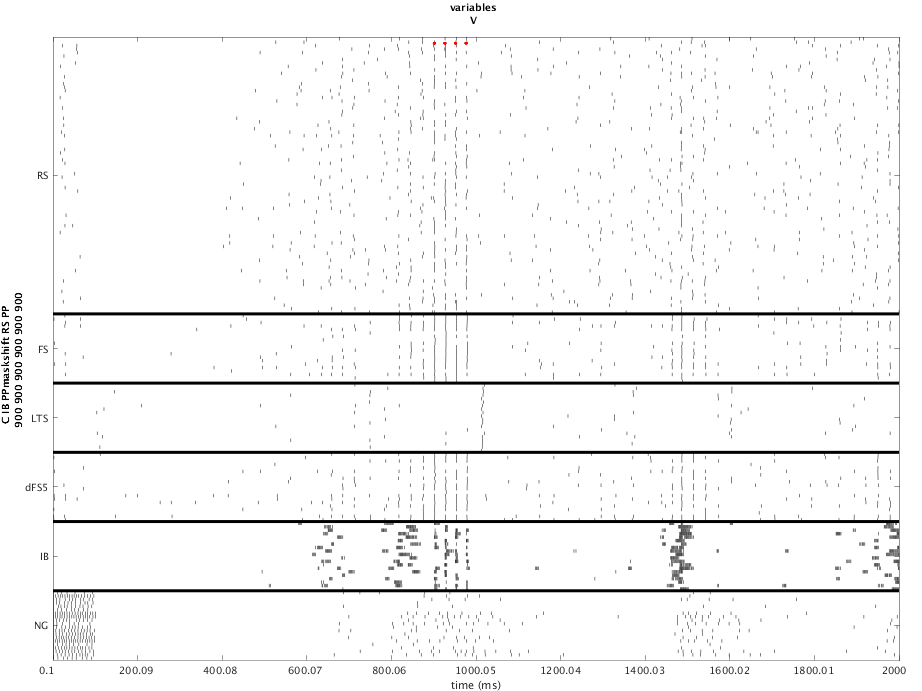 variables
V
C IB PPmaskshift RS PP
900 900 900 900 900 900 900
RS
FS
LTS
dFS5
IB
NG
0.1 200.09 400.08 600.07 800.06 1000.05 1200.04 1400.03 1600.02 1800.01 2000
time (ms)